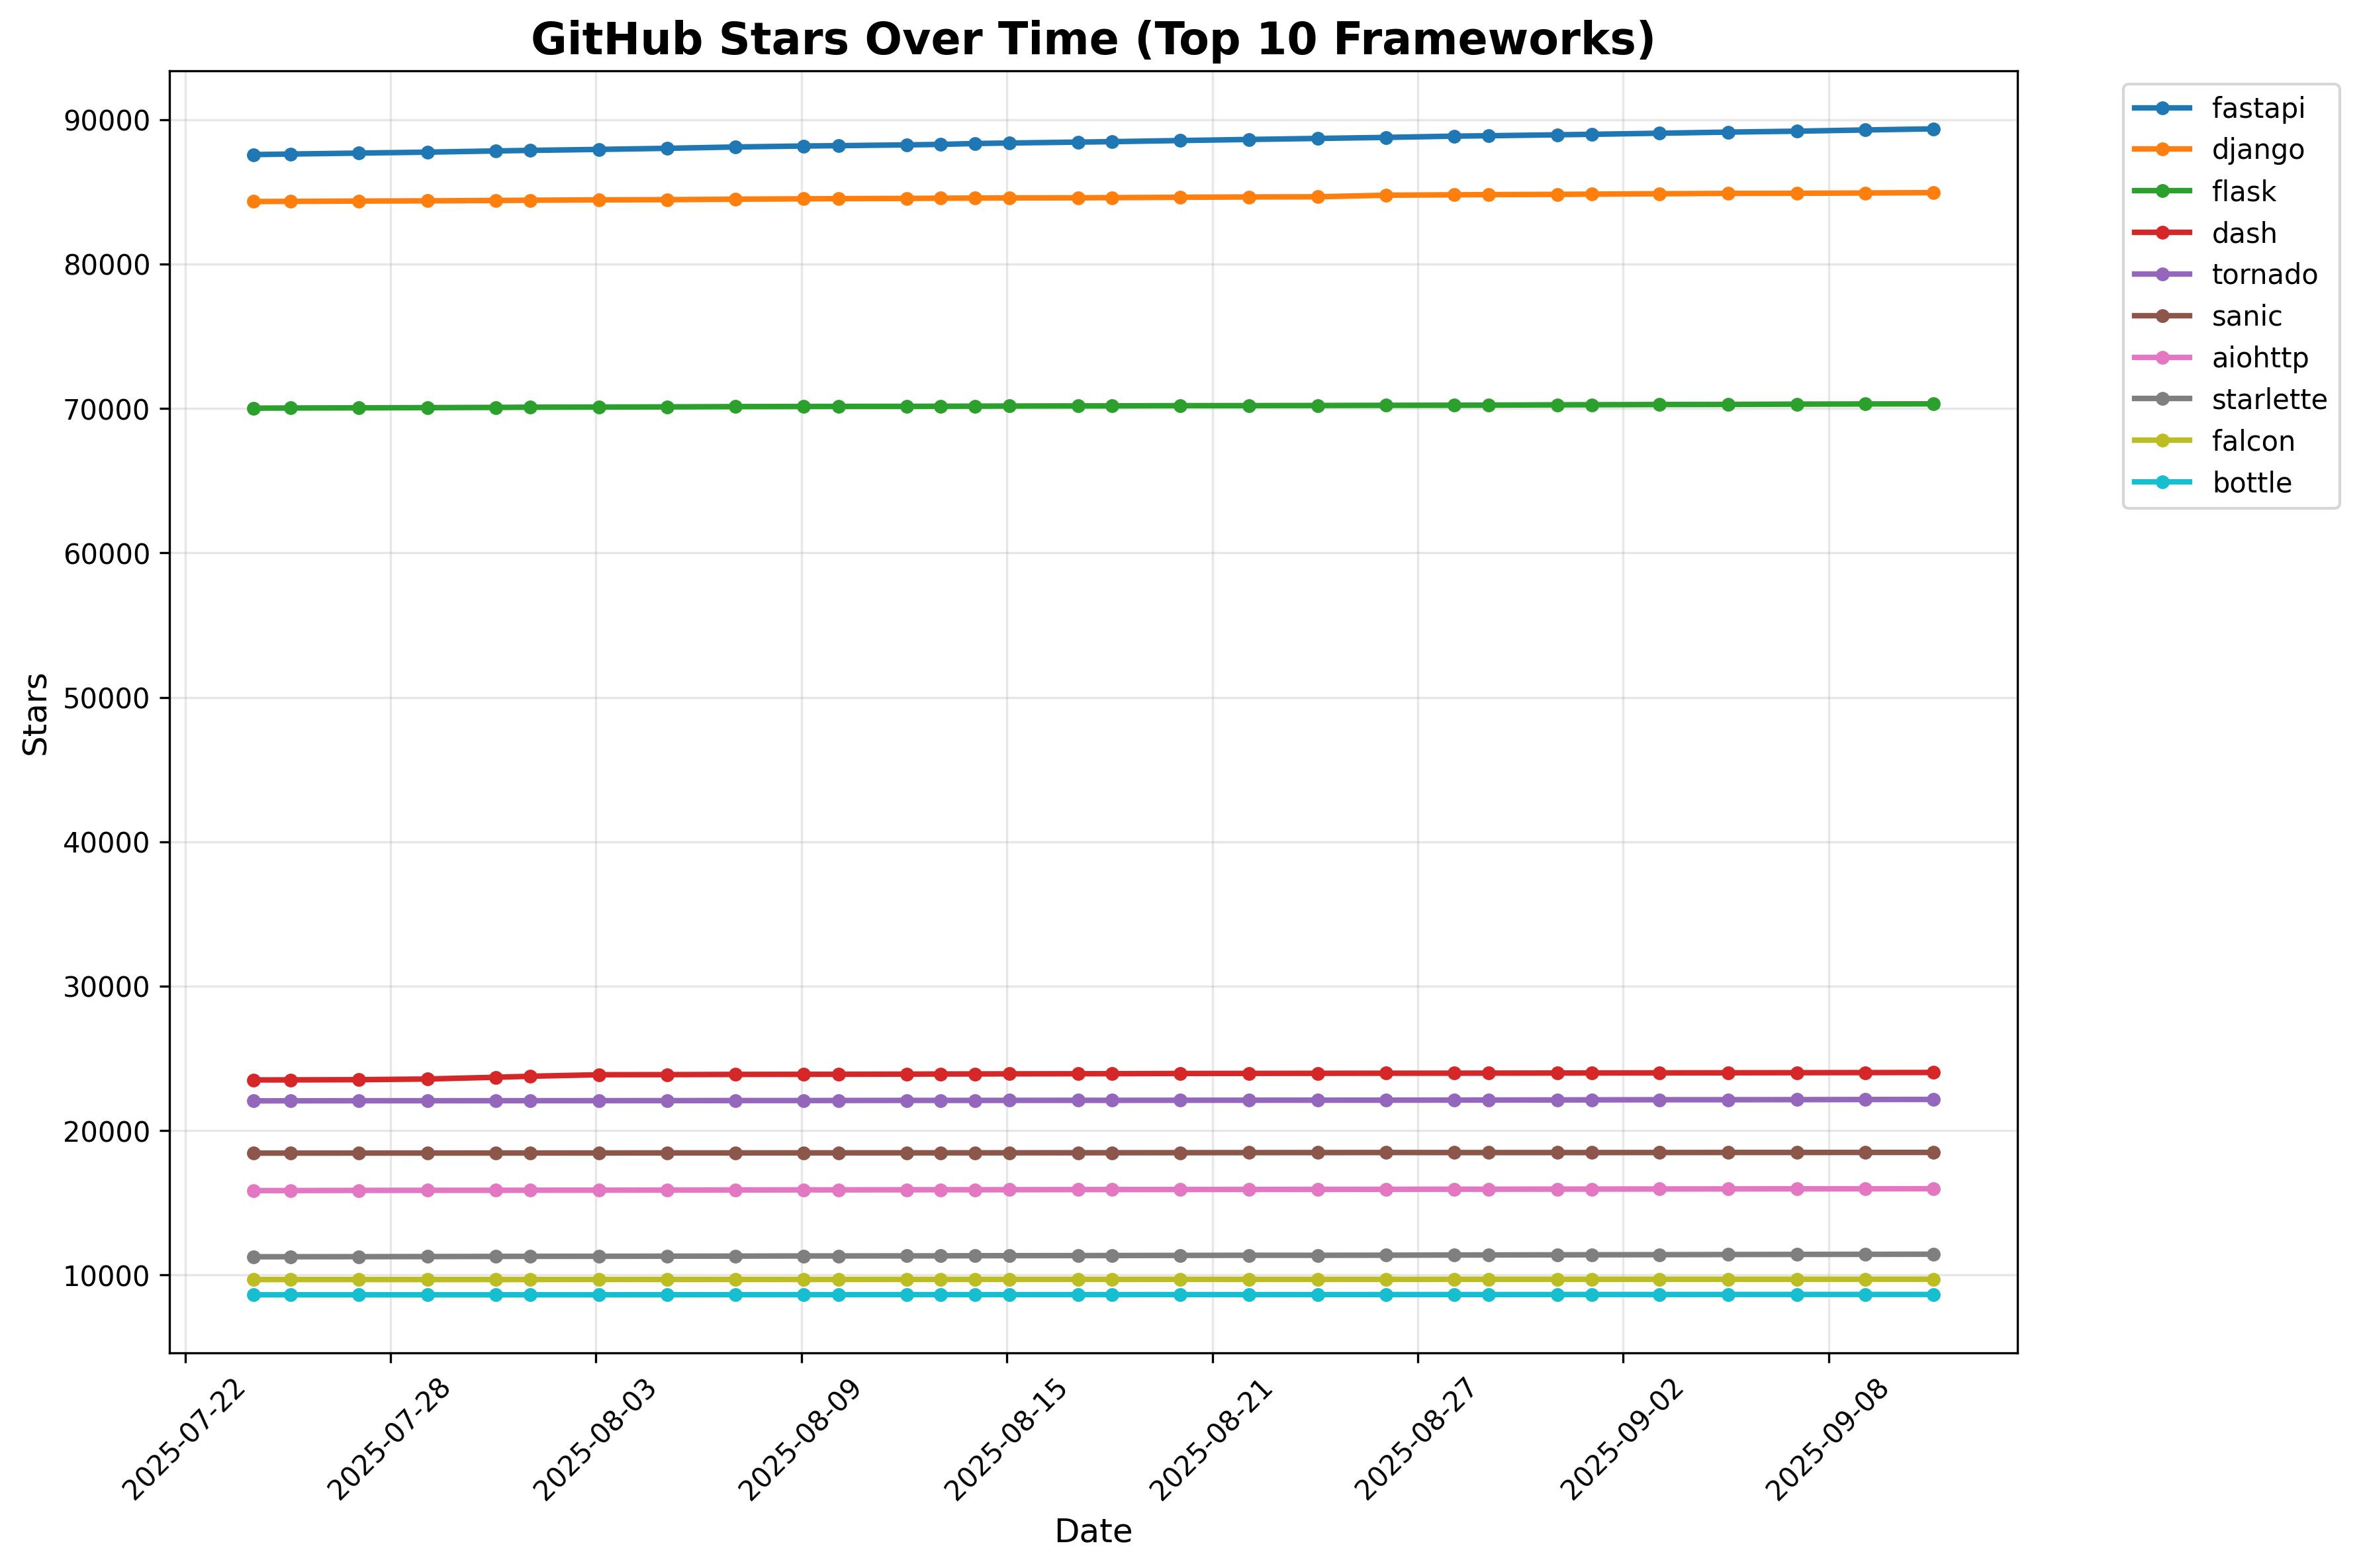 GitHub Stars Over Time (Top 10 Frameworks)
90000
80000
70000
60000
50000
40000
30000
20000
10000
Stars
2025-07-22
2025-07-28
2025-08-03
2025-08-09
2025-08-15
2025-08-21
2025-08-27
2025-09-02
2025-09-08
Date
fastapi
django
flask
dash
tornado
sanic
aiohttp
starlette
falcon
bottle